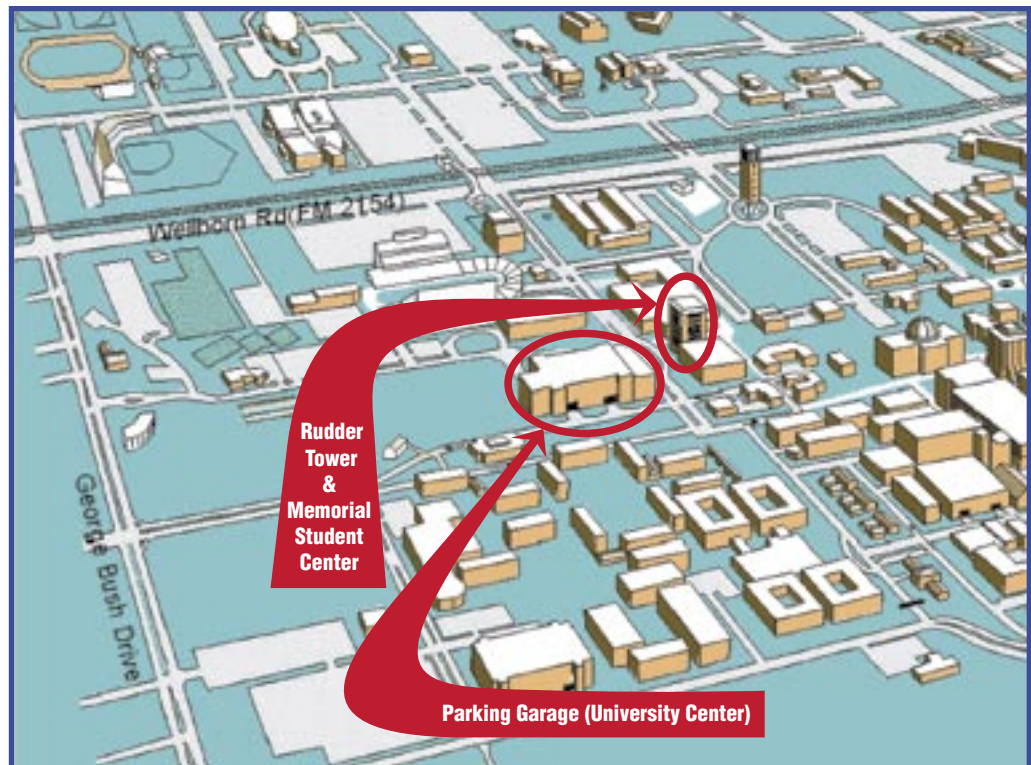 Wellborn Rd(FM 2154)
Rudder
Tower
&
Memorial
Student
Center
George Bush Drive
Parking Garage (University Center)